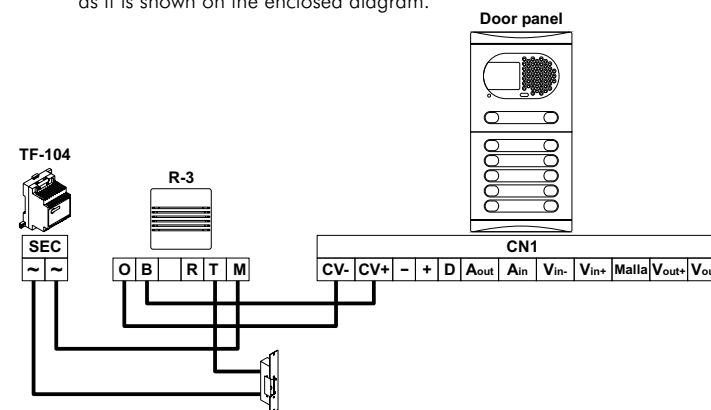 as it is shown on the enclosed diagram.
Door panel
TF-104
R-3
SEC
CN1
~ ~
O B R T M
CV- CV+ – + D Aout Ain Vin- Vin+ Malla Vout+